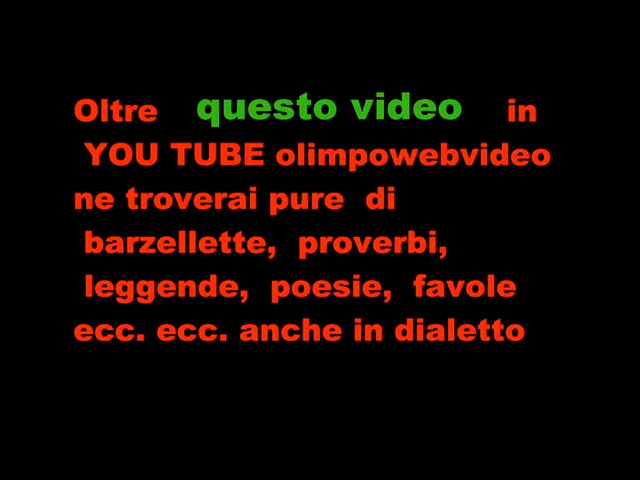 Oltre questo video in
YOU TUBE olimpowebvideo
ne troverai pure di
barzellette, proverbi,
leggende, poesie, favole
ecc. ecc. anche in dialetto